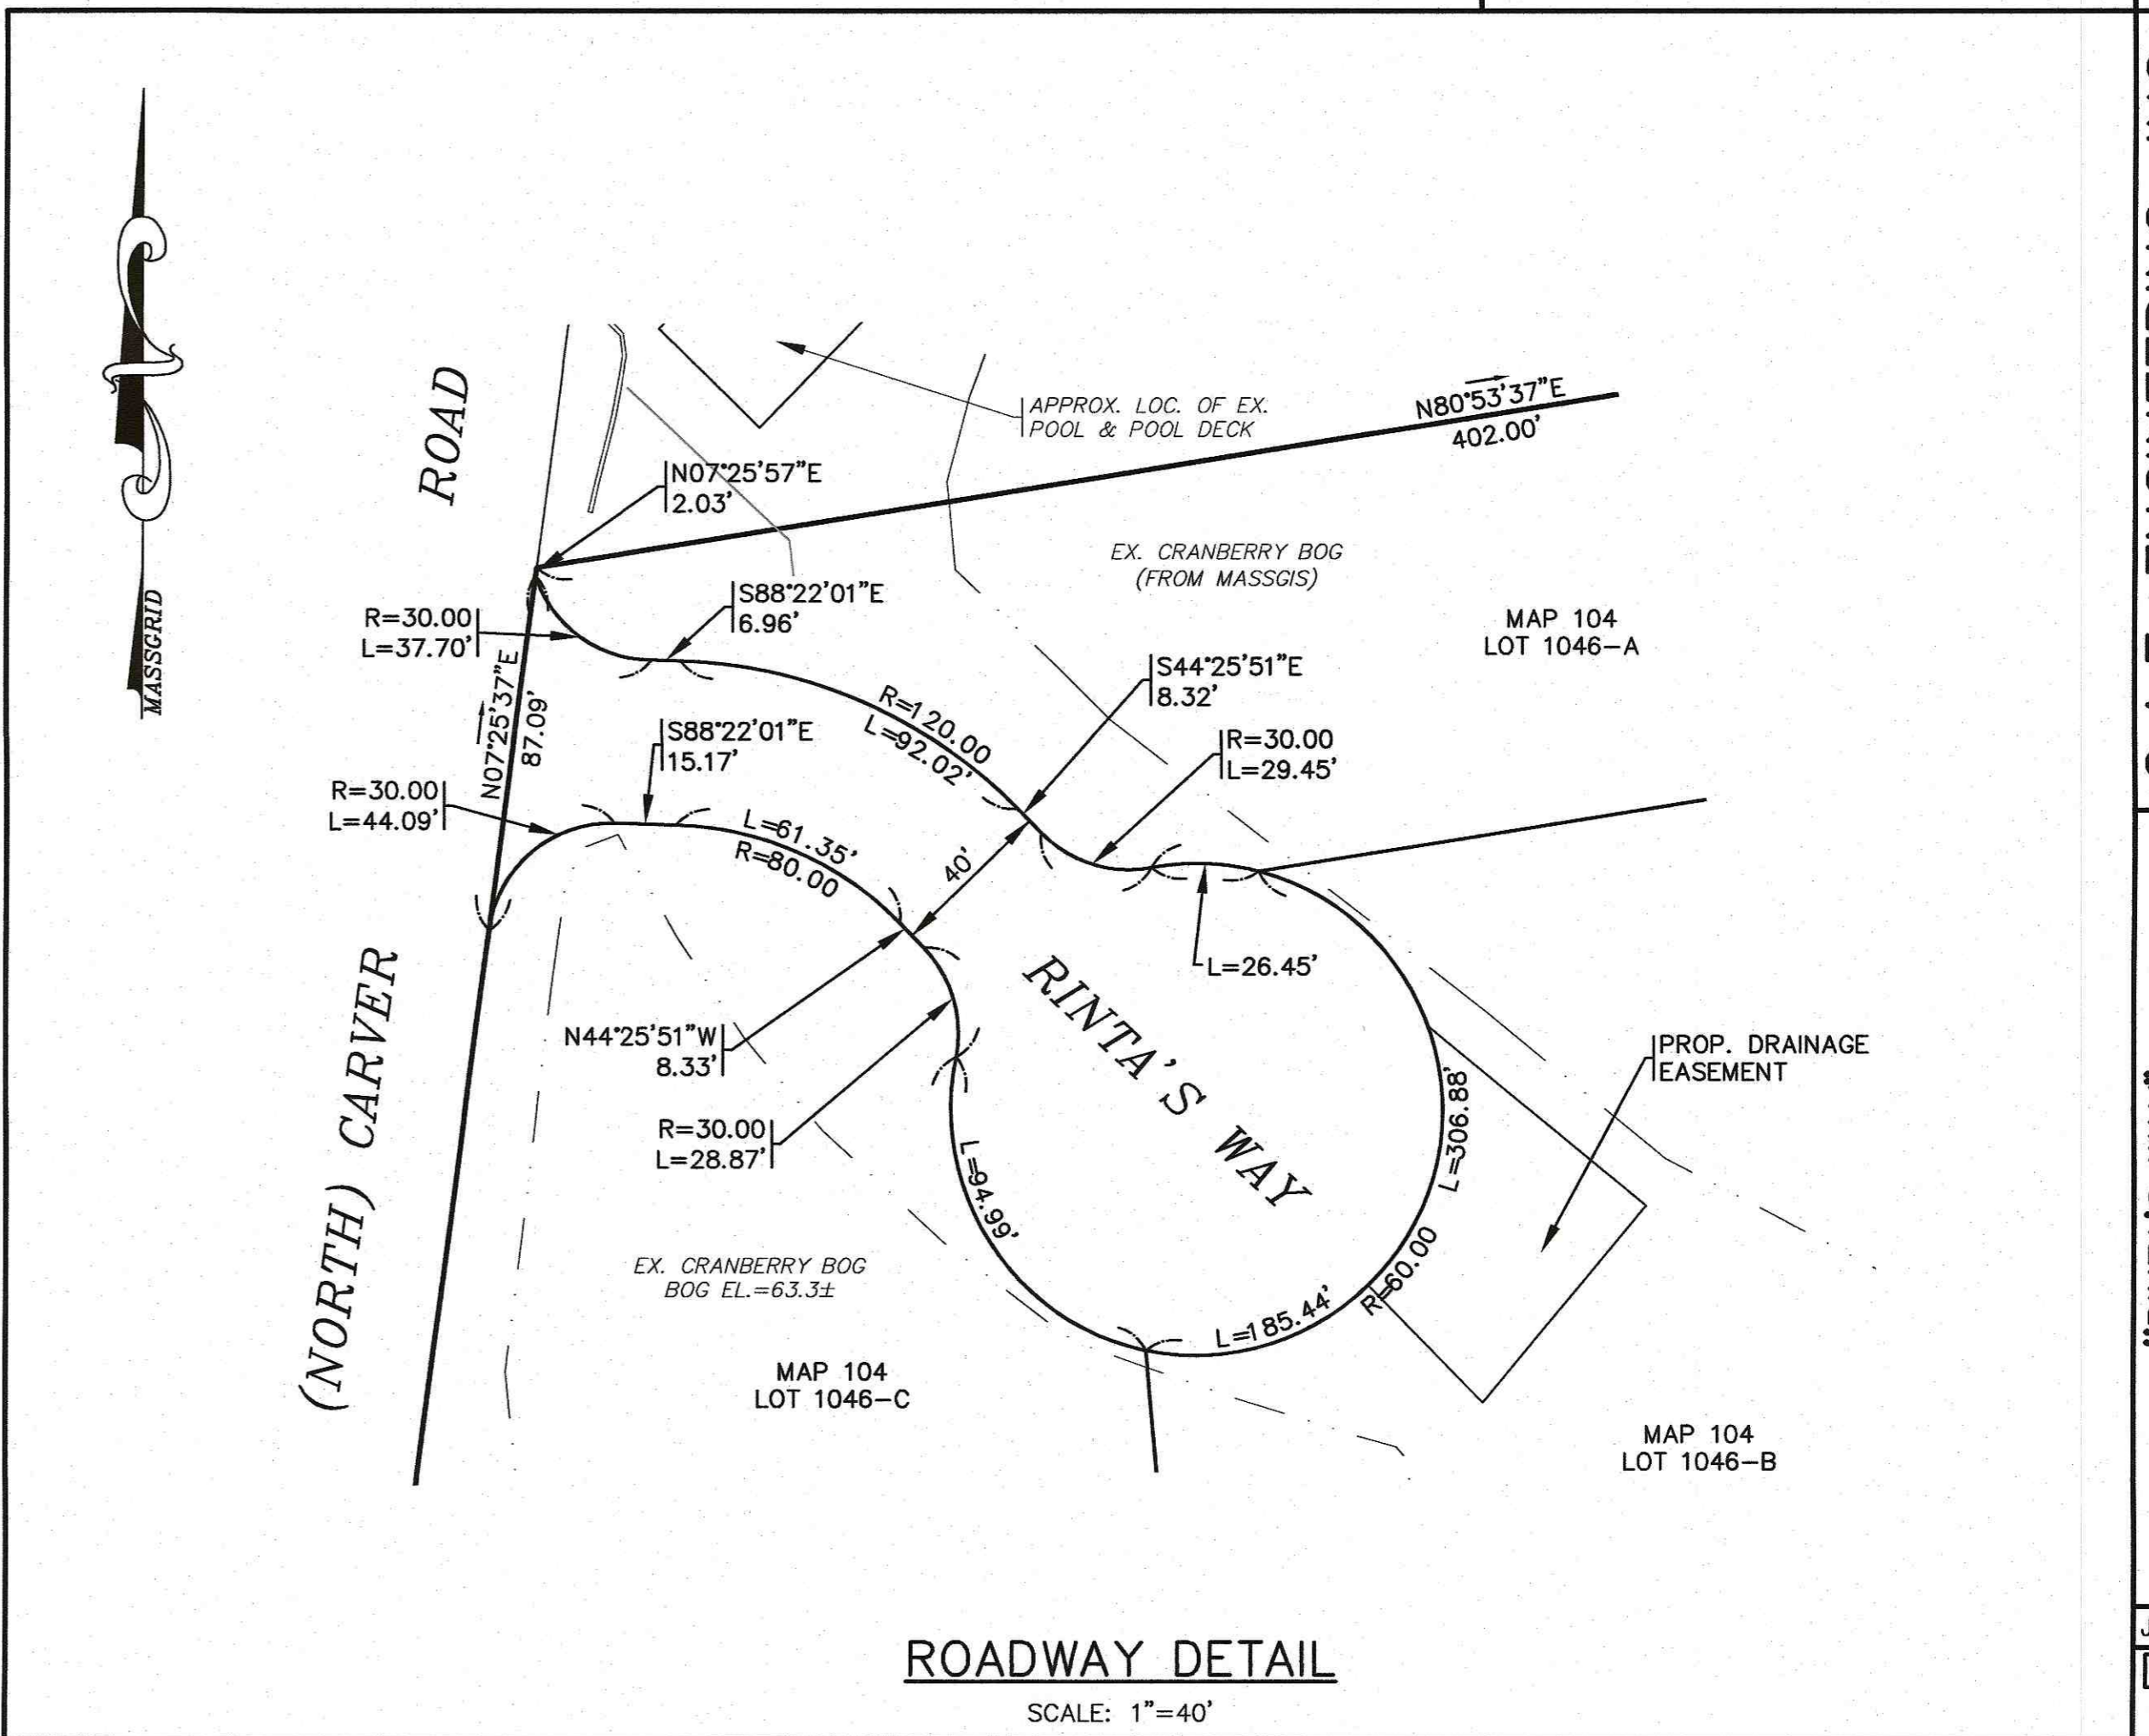 ROAD
APPROX. LOC. OF EX.
POOL & POOL DECK
N80°53'37"E
402.00'
N07°25'57"E
2.03'
EX. CRANBERRY BOG
(FROM MASSGIS)
S88°22'01"E
6.96'
MASSGRID
R=30.00
L=37.70'
MAP 104
LOT 1046-A
N07°25'37"E
87.09'
S44°25'51"E
8.32'
R=120.00
L=92.02'
S88°22'01"E
15.17'
R=30.00
L=29.45'
R=30.00
L=44.09'
L=61.35'
R=80.00
40'
L=26.45'
RINTA'S WAY
(NORTH) CARVER
N44°25'51"W
8.33'
PROP. DRAINAGE
EASEMENT
R=30.00
L=28.87'
L=94.99'
L=306.88'
EX. CRANBERRY BOG
BOG EL.=63.3±
R=60.00
L=185.44'
MAP 104
LOT 1046-C
MAP 104
LOT 1046-B
ROADWAY DETAIL
SCALE: 1"=40'